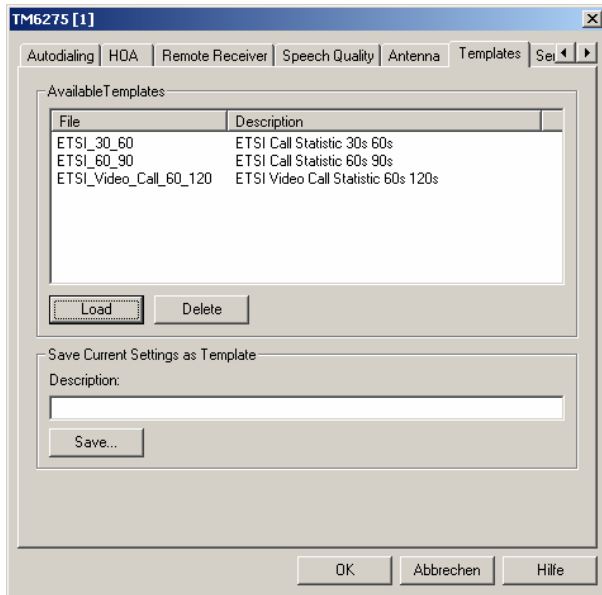 TM6275 [1]
Autodialing HOA Remote Receiver Speech Quality Antenna Templates
AvailableTemplates
File Description
ETSI_30_60 ETSI Call Statistic 30s 60s
ETSI_60_90 ETSI Call Statistic 60s 90s
ETSI_Video_Call_60_120 ETSI Video Call Statistic 60s 120s
Load Delete
Save Current Settings as Template
Description:
Save...
OK Abbrechen Hilfe